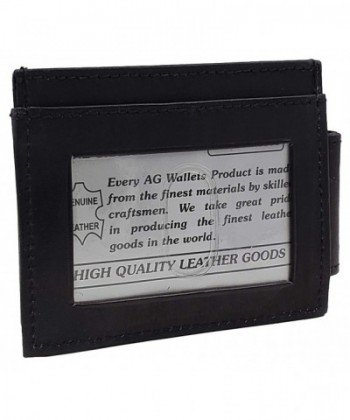 Every AG Wallets Product is mad
from the finest materials by skille
craftsmen. We take great prid
in producing the finest leathe
goods in the world.
ENUINE
EATHER
HIGH QUALITY LEATHER GOODS